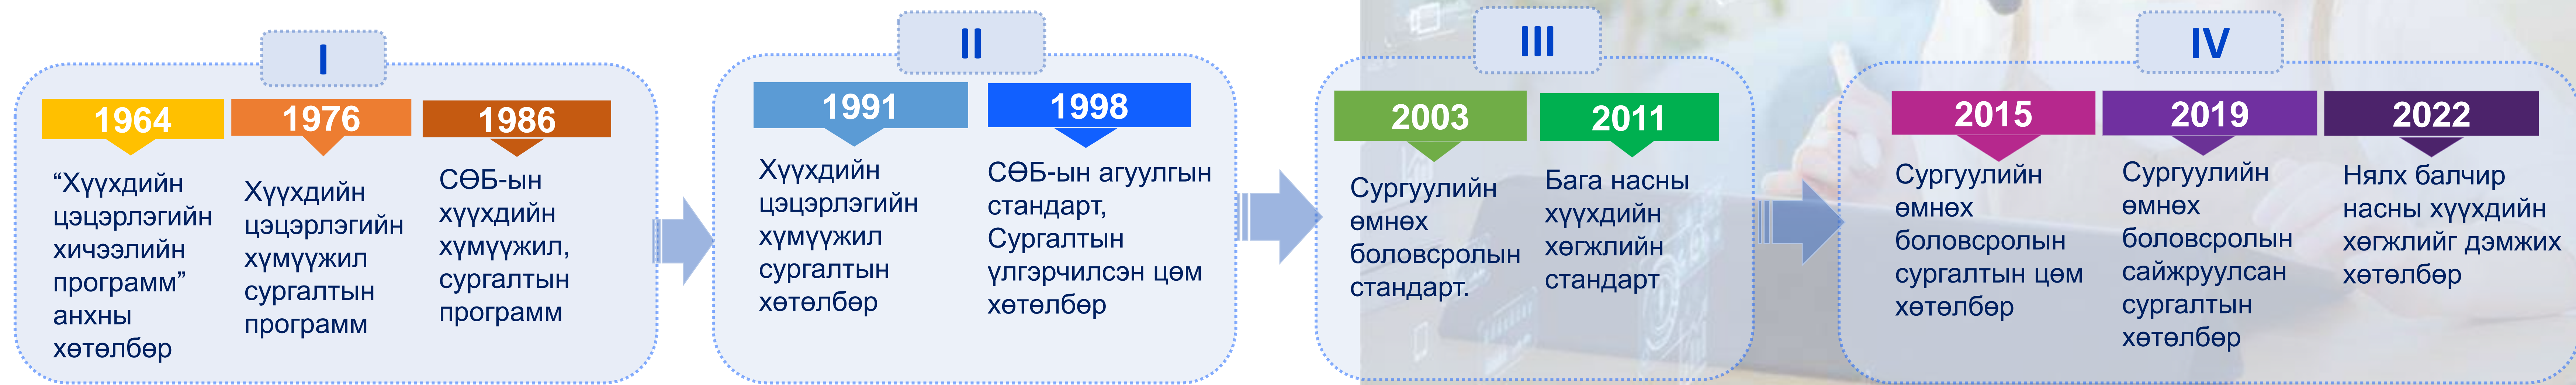 I
1964
“Хүүхдийн
цэцэрлэгийн
хичээлийн
программ”
анхны
хөтөлбөр
1976
Хүүхдийн
цэцэрлэгийн
хүмүүжил
сургалтын
программ
1986
СӨБ-ын
хүүхдийн
хүмүүжил,
сургалтын
программ
II
1991
Хүүхдийн
цэцэрлэгийн
хүмүүжил
сургалтын
хөтөлбөр
1998
СӨБ-ын агуулгын
стандарт,
Сургалтын
үлгэрчилсэн цөм
хөтөлбөр
III
2003
Сургуулийн
өмнөх
боловсролын
стандарт.
2011
Бага насны
хүүхдийн
хөгжлийн
стандарт
IV
2015
Сургуулийн
өмнөх
боловсролын
сургалтын цөм
хөтөлбөр
2019
Сургуулийн
өмнөх
боловсролын
сайжруулсан
сургалтын
хөтөлбөр
2022
Нялх балчир
насны хүүхдийн
хөгжлийг дэмжих
хөтөлбөр